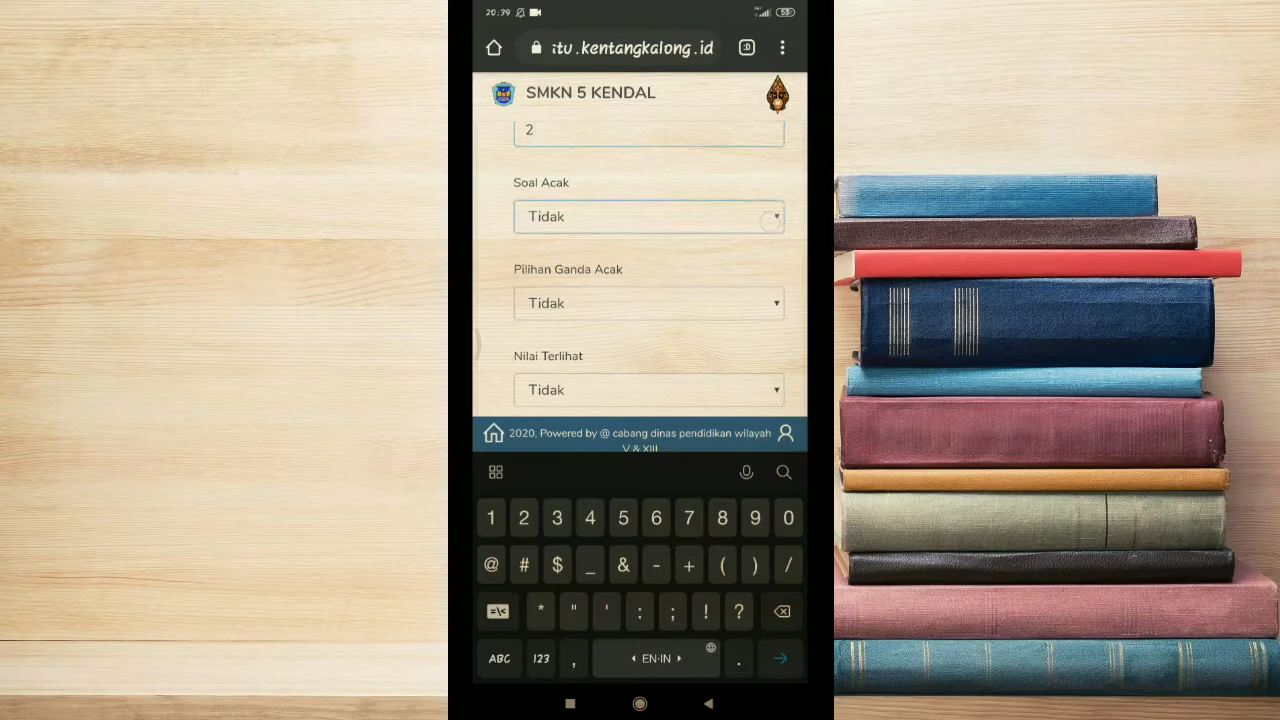 20.39
53
itu.kentangkalong.id
:D
SMKN 5 KENDAL
2
Soal Acak
Tidak
Pilihan Ganda Acak
Tidak
Nilai Terlihat
Tidak
2020, Powered by @ cabang dinas pendidikan wilayah
V & XIII
1 2 3 4 5 6 7 8 9 0
@ # $ _ & - + ( ) /
=\< * " ' : ; ! ?
ABC 123 , EN-IN .